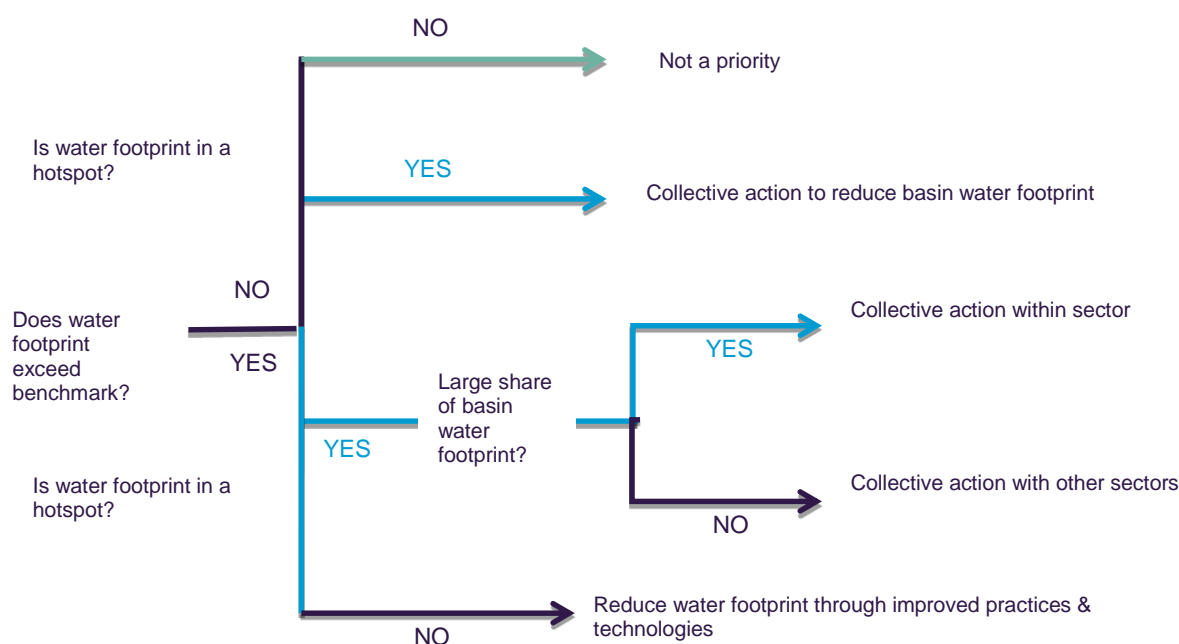 NO
Not a priority
Is water footprint in a
hotspot?
YES
Collective action to reduce basin water footprint
NO
Does water
footprint
exceed
benchmark?
YES
Collective action within sector
YES
Large share
of basin
water
footprint?
YES
Is water footprint in a
hotspot?
Collective action with other sectors
NO
Reduce water footprint through improved practices &
technologies
NO